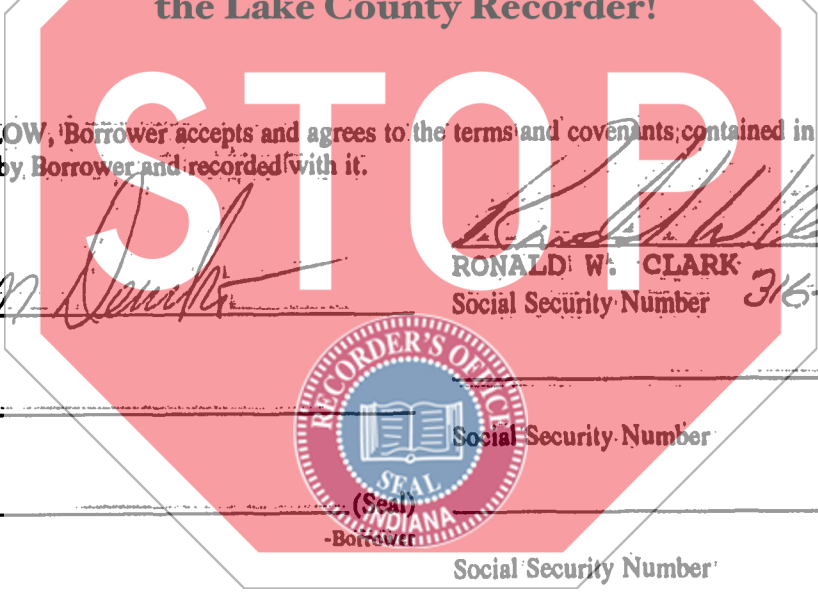 the Lake County Recorder!
STOP
OW, Borrower accepts and agrees to the terms and covenants contained in
by Borrower and recorded with it.
RONALD W. CLARK
Social Security Number 316-
RECORDER'S OFFICE
Social Security Number
SEAL
(Seal)
INDIANA
-Borrower
Social Security Number